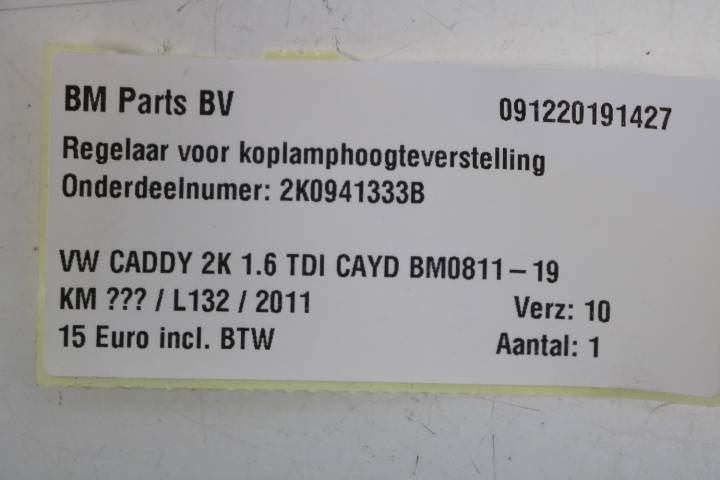 BM Parts BV 091220191427
Regelaar voor koplamphoogteverstelling
Onderdeelnumer: 2K0941333B
VW CADDY 2K 1.6 TDI CAYD BM0811 – 19
KM ??? / L132 / 2011 Verz: 10
15 Euro incl. BTW Aantal: 1